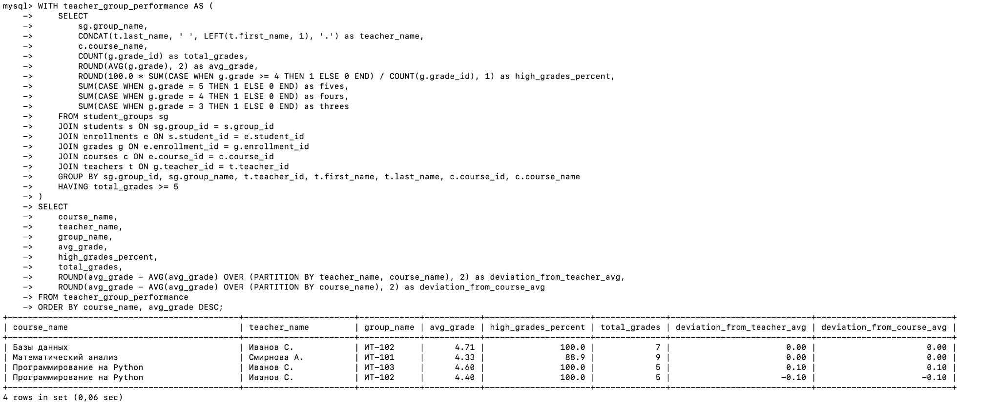 mysql> WITH teacher_group_performance AS (
    ->     SELECT
    ->         sg.group_name,
    ->         CONCAT(t.last_name, ' ', LEFT(t.first_name, 1), '.') as teacher_name,
    ->         c.course_name,
    ->         COUNT(g.grade_id) as total_grades,
    ->         ROUND(AVG(g.grade), 2) as avg_grade,
    ->         ROUND(100.0 * SUM(CASE WHEN g.grade >= 4 THEN 1 ELSE 0 END) / COUNT(g.grade_id), 1) as high_grades_percent,
    ->         SUM(CASE WHEN g.grade = 5 THEN 1 ELSE 0 END) as fives,
    ->         SUM(CASE WHEN g.grade = 4 THEN 1 ELSE 0 END) as fours,
    ->         SUM(CASE WHEN g.grade = 3 THEN 1 ELSE 0 END) as threes
    ->     FROM student_groups sg
    ->     JOIN students s ON sg.group_id = s.group_id
    ->     JOIN enrollments e ON s.student_id = e.student_id
    ->     JOIN grades g ON e.enrollment_id = g.enrollment_id
    ->     JOIN courses c ON e.course_id = c.course_id
    ->     JOIN teachers t ON g.teacher_id = t.teacher_id
    ->     GROUP BY sg.group_id, sg.group_name, t.teacher_id, t.first_name, t.last_name, c.course_id, c.course_name
    ->     HAVING total_grades >= 5
    -> )
    -> SELECT
    ->     course_name,
    ->     teacher_name,
    ->     group_name,
    ->     avg_grade,
    ->     high_grades_percent,
    ->     total_grades,
    ->     ROUND(avg_grade - AVG(avg_grade) OVER (PARTITION BY teacher_name, course_name), 2) as deviation_from_teacher_avg,
    ->     ROUND(avg_grade - AVG(avg_grade) OVER (PARTITION BY course_name), 2) as deviation_from_course_avg
    -> FROM teacher_group_performance
    -> ORDER BY course_name, avg_grade DESC;
| course_name | teacher_name | group_name | avg_grade | high_grades_percent | total_grades | deviation_from_teacher_avg | deviation_from_course_avg |
| Базы данных | Иванов С. | ИТ-102 | 4.71 | 100.0 | 7 | 0.00 | 0.00 |
| Математический анализ | Смирнова А. | ИТ-101 | 4.33 | 88.9 | 9 | 0.00 | 0.00 |
| Программирование на Python | Иванов С. | ИТ-103 | 4.60 | 100.0 | 5 | 0.10 | 0.10 |
| Программирование на Python | Иванов С. | ИТ-102 | 4.40 | 100.0 | 5 | -0.10 | -0.10 |
4 rows in set (0,06 sec)